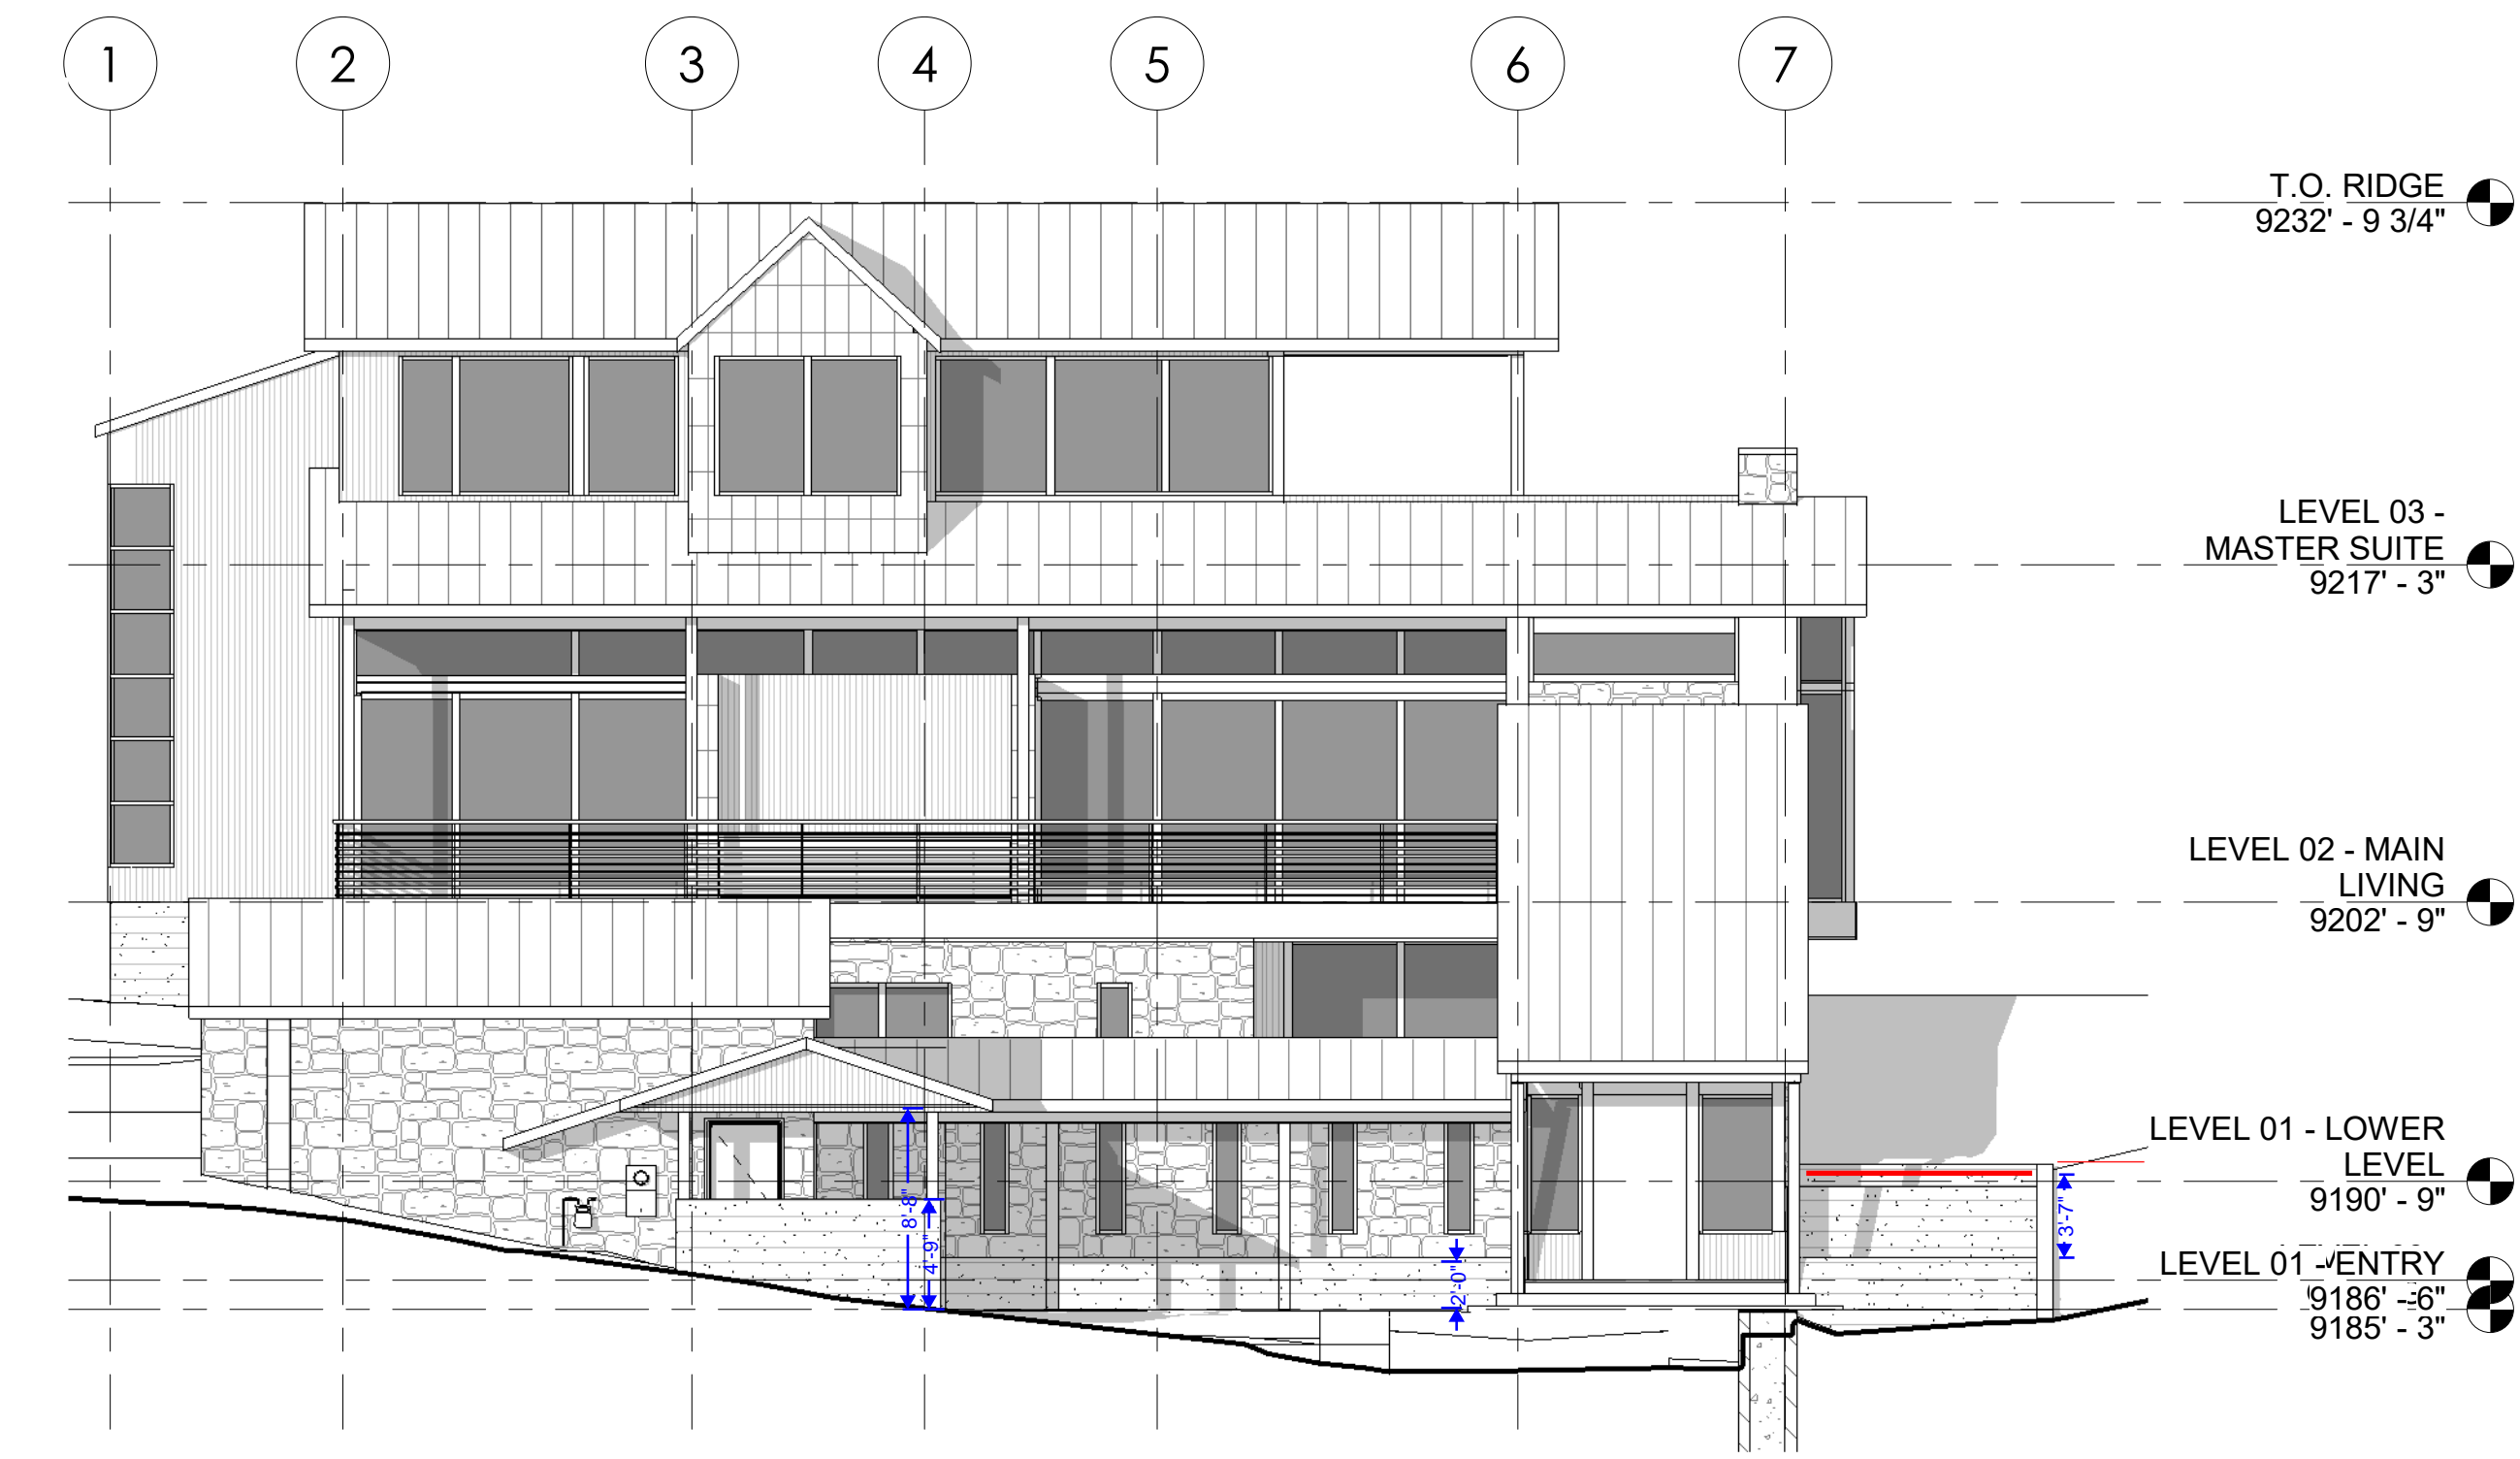 1 2 3 4 5 6 7
T.O. RIDGE
9232' - 9 3/4"
LEVEL 03 -
MASTER SUITE
9217' - 3"
LEVEL 02 - MAIN
LIVING
9202' - 9"
LEVEL 01 - LOWER
LEVEL
9190' - 9"
LEVEL 01 - ENTRY
9186' - 6"
9185' - 3"
8'-8"
4'-9"
2'-0"
3'-7"